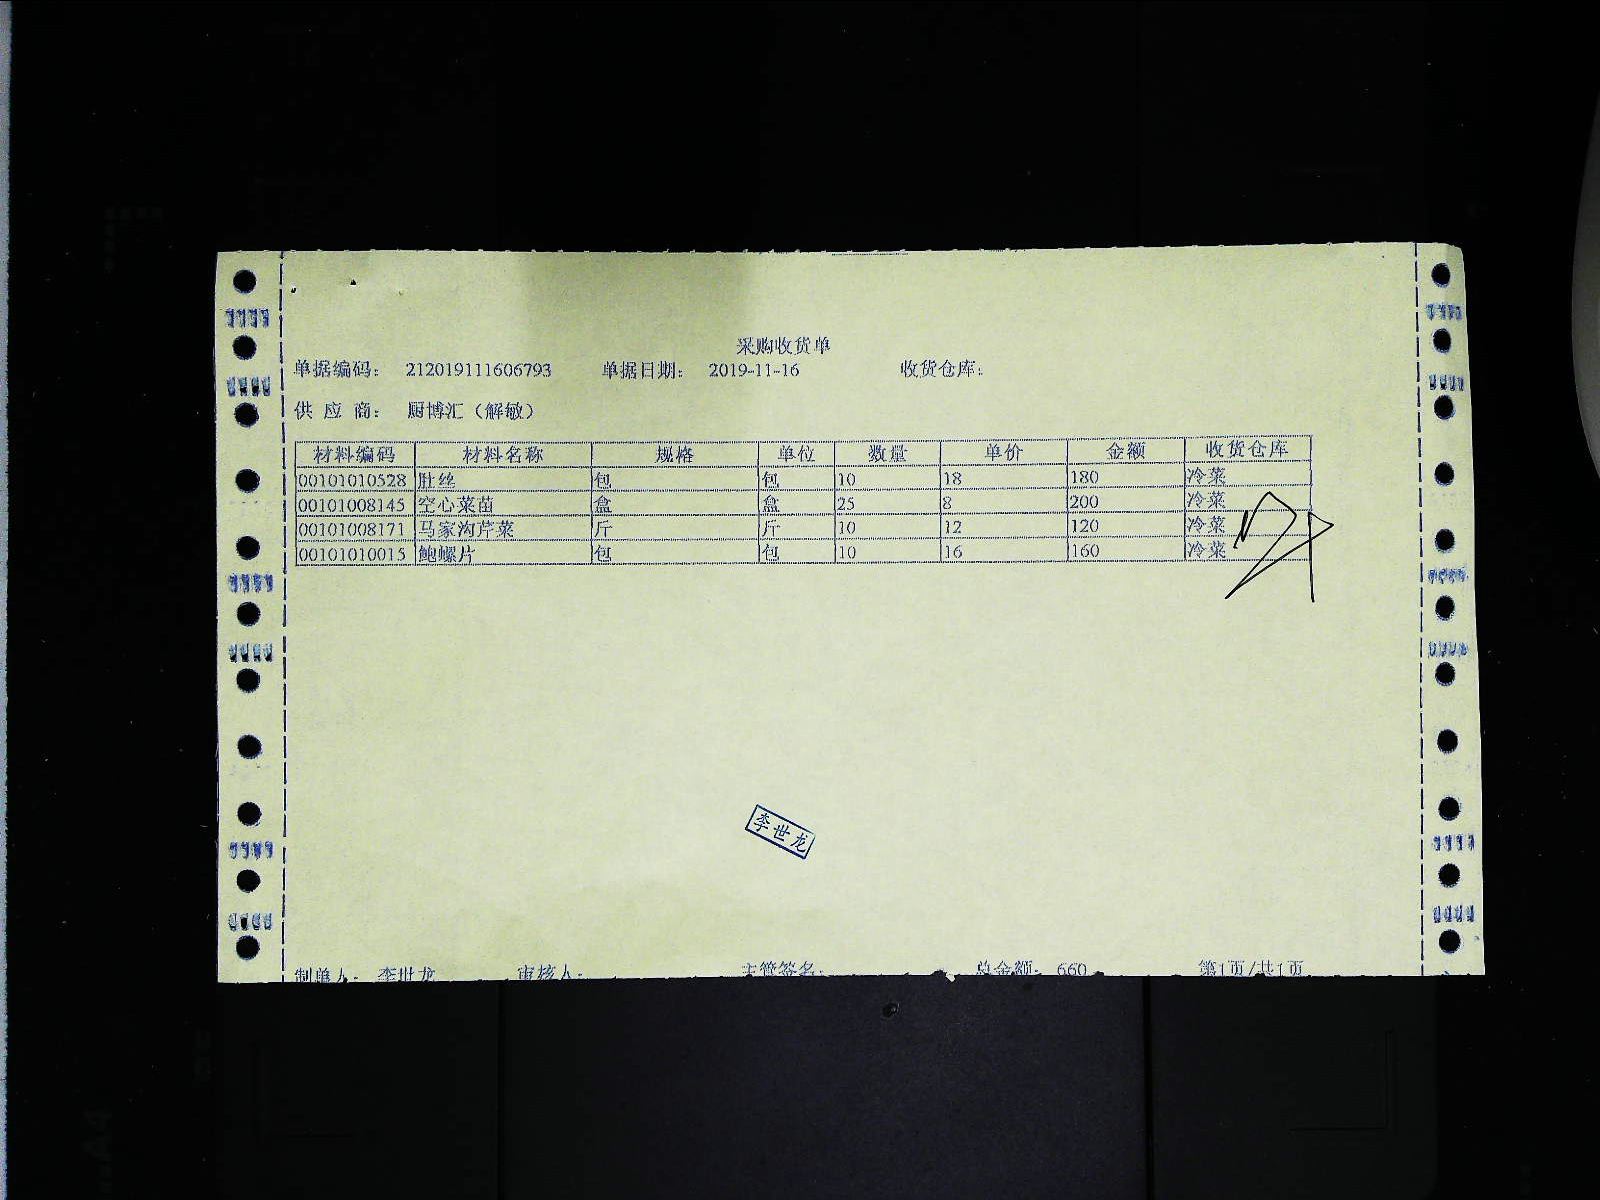 采购收货单
单据编码: 212019111606793 单据日期: 2019-11-16 收货仓库:
供 应 商: 厨博汇（解敏）
材料编码 材料名称 规格 单位 数量 单价 金额 收货仓库
00101010528 肚丝 包 包 10 18 180 冷菜
00101008145 空心菜苗 盒 盒 25 8 200 冷菜
00101008171 马家沟芹菜 斤 斤 10 12 120 冷菜
00101010015 鲍螺片 包 包 10 16 160 冷菜
李世龙
制单人: 李世龙 审核人: 主管签名: 总金额: 660 第1页/共1页